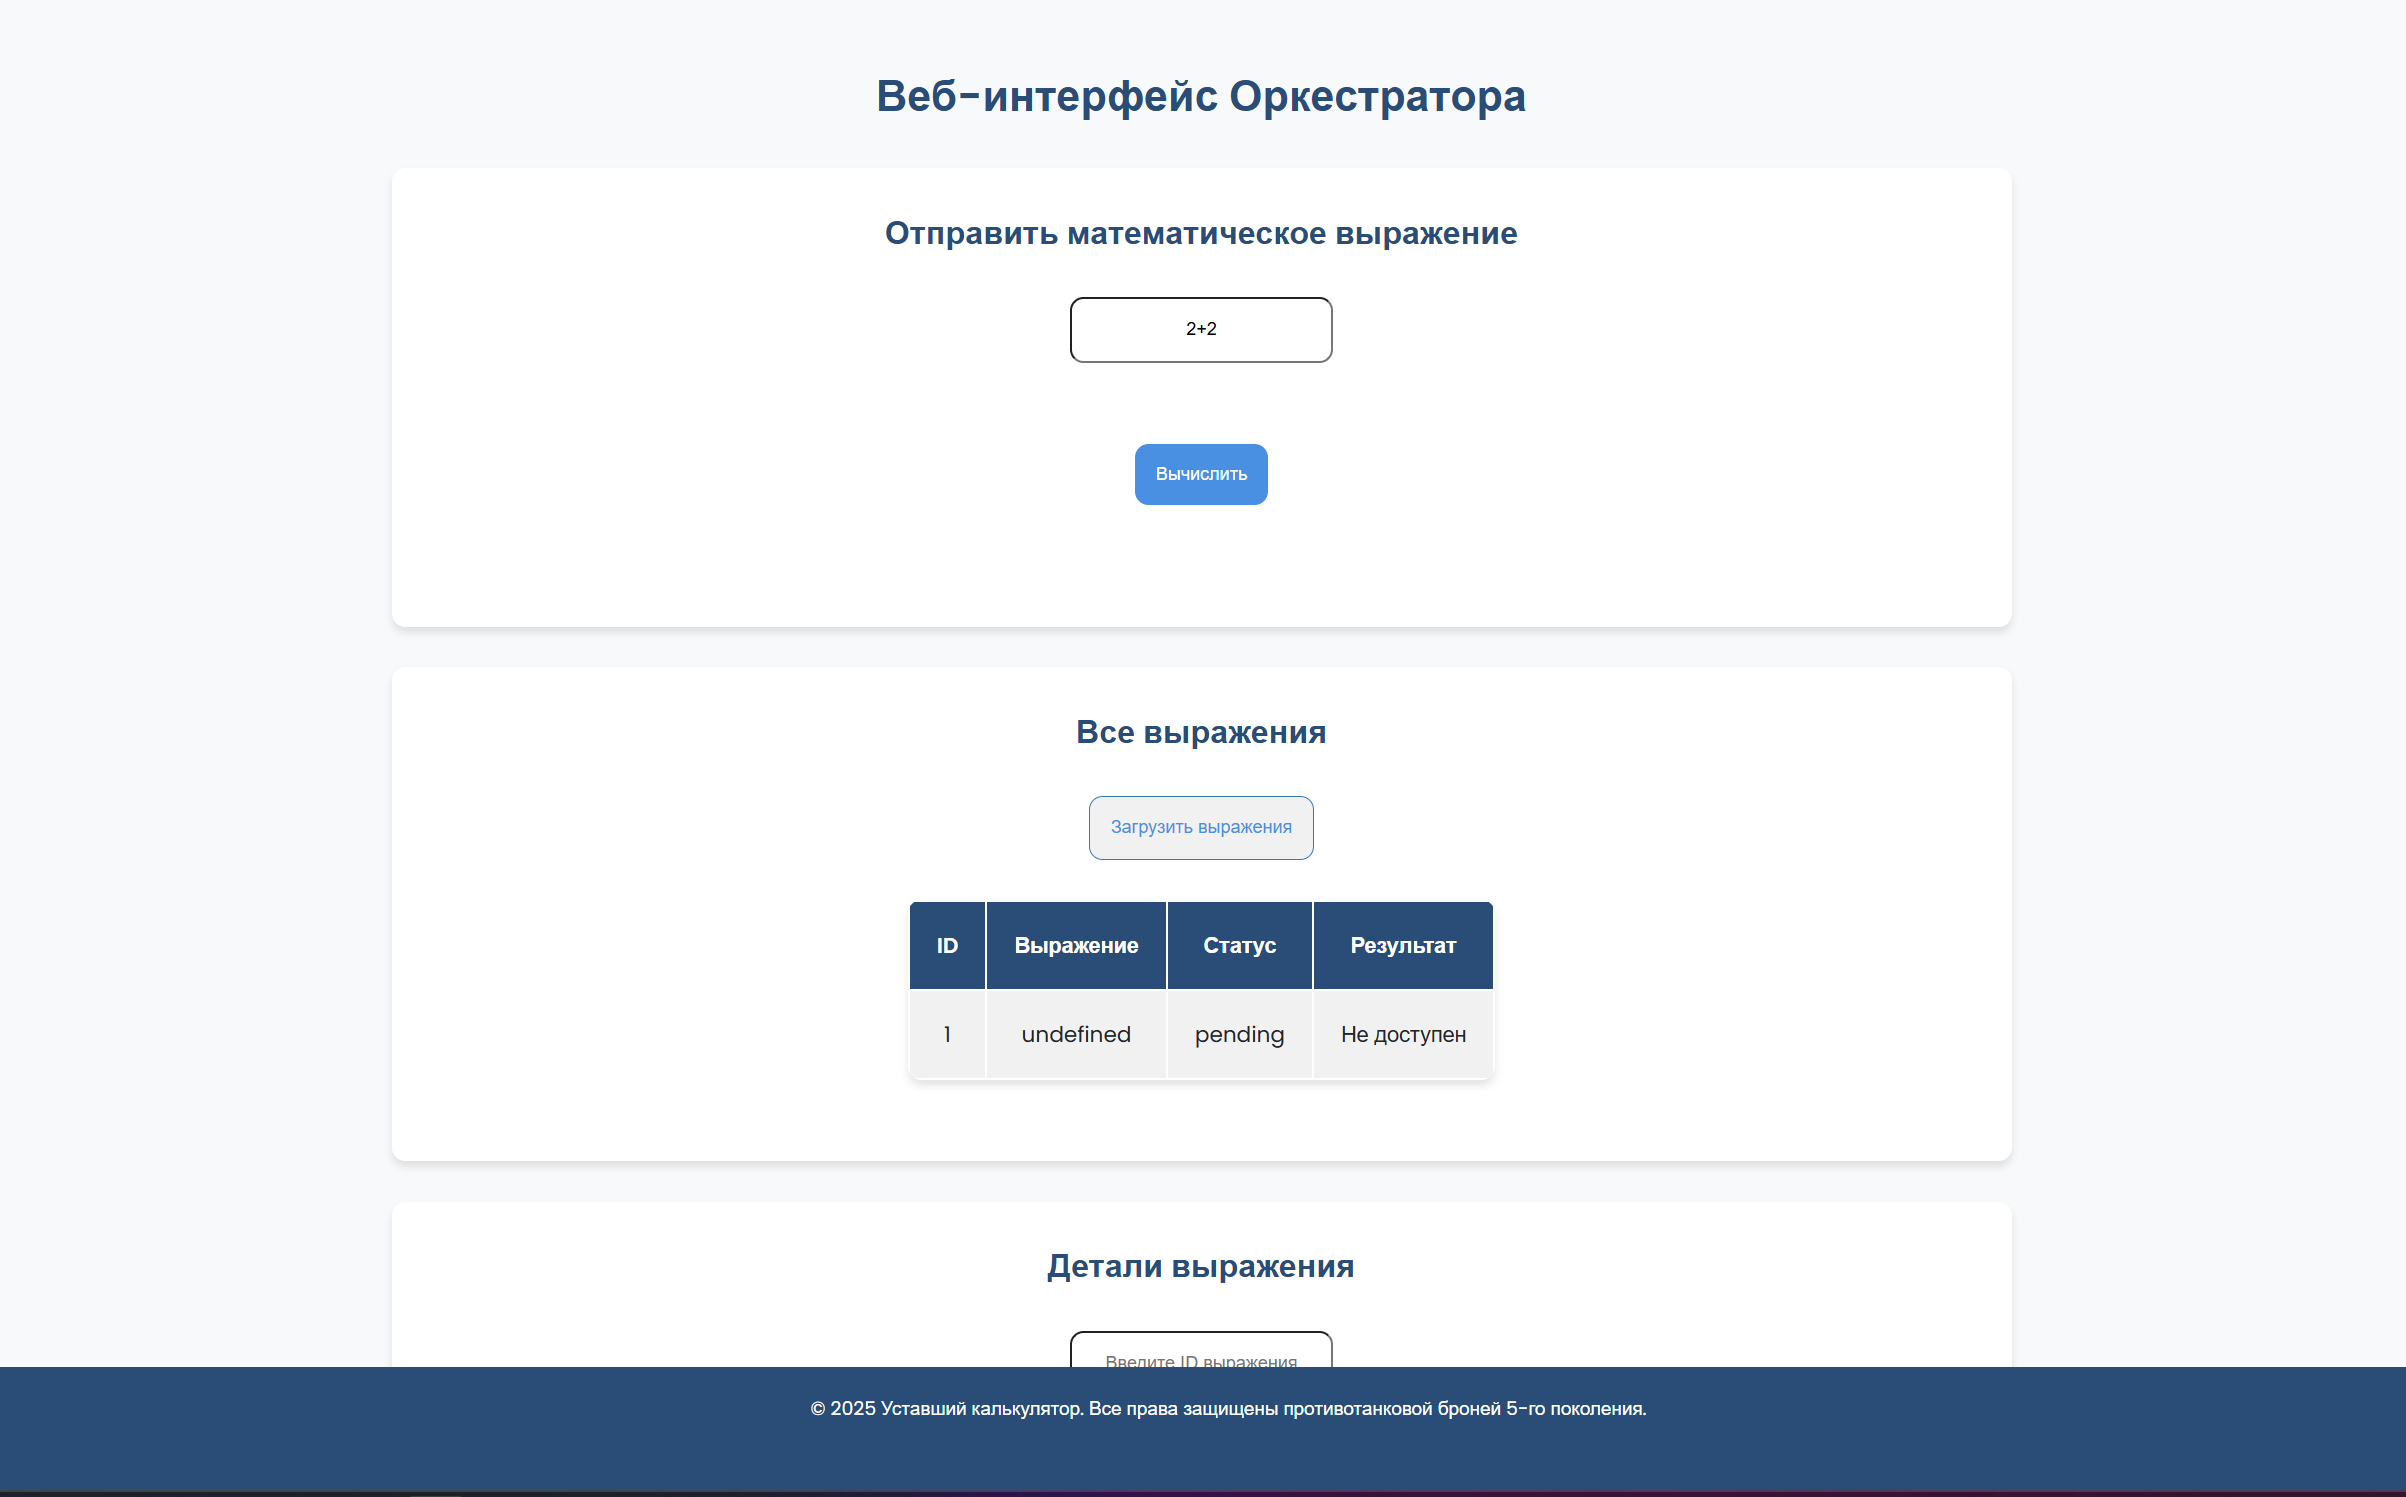 Веб-интерфейс Оркестратора
Отправить математическое выражение
2+2
Вычислить
Все выражения
Загрузить выражения
ID Выражение Статус Результат
1 undefined pending Не доступен
Детали выражения
Введите ID выражения
© 2025 Уставший калькулятор. Все права защищены противотанковой броней 5-го поколения.